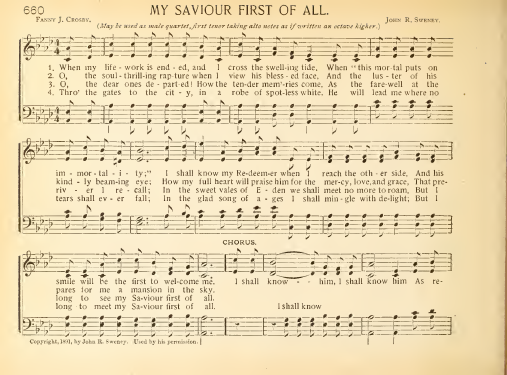 660
MY SAVIOUR FIRST OF ALL.
FANNY J. CROSBY.
JOHN R. SWENEY.
(May be used as male quartet, first tenor taking alto notes as if written an octave higher.)
1. When my life-work is end-ed, and I cross the swell-ing tide, When "this mor-tal puts on
2. O, the soul-thrill-ing rap-ture when I view his bless-ed face, And the lus-ter of his
3. O, the dear ones de-part-ed! How the ten-der mem'ries come, As the fare-well at the
4. Thro' the gates to the cit-y, in a robe of spot-less white. He will lead me where no
im-mor-tal-i-ty;" I shall know my Re-deem-er when I reach the oth-er side, And his
kind-ly beam-ing eye; How my full heart will praise him for the mer-cy, love, and grace, That pre-
riv-er I re-call; In the sweet vales of E-den we shall meet no more to roam, But I
tears shall ev-er fall; In the glad song of a-ges I shall min-gle with de-light; But I
CHORUS.
smile will be the first to wel-come me. I shall know - - him, I shall know him As re-
pares for me a mansion in the sky.
long to see my Sa-viour first of all.
long to meet my Sa-viour first of all. I shall know
Copyright, 1891, by John R. Sweney. Used by his permission.